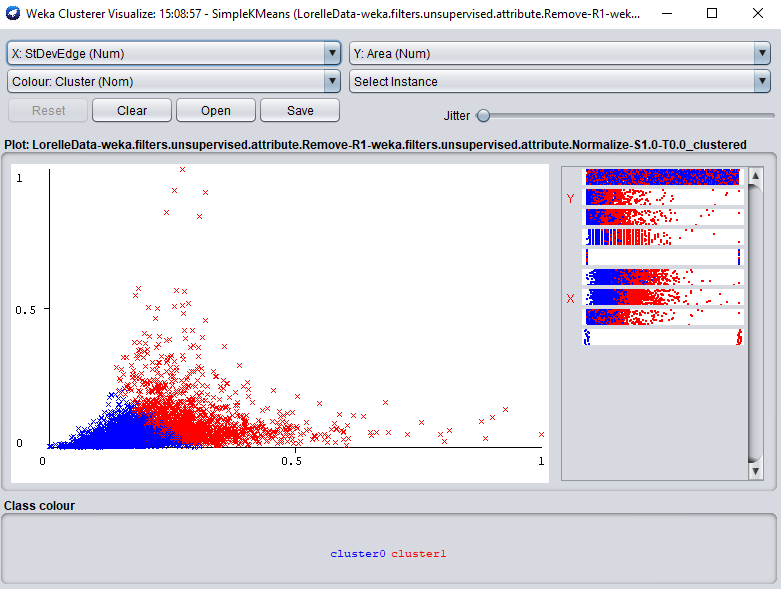 Weka Clusterer Visualize: 15:08:57 - SimpleKMeans (LorelleData-weka.filters.unsupervised.attribute.Remove-R1-wek...
X: StDevEdge (Num) Y: Area (Num)
Colour: Cluster (Nom) Select Instance
Reset Clear Open Save Jitter
Plot: LorelleData-weka.filters.unsupervised.attribute.Remove-R1-weka.filters.unsupervised.attribute.Normalize-S1.0-T0.0_clustered
1
0.5
0
0 0.5 1
Y
X
Class colour
cluster0 cluster1